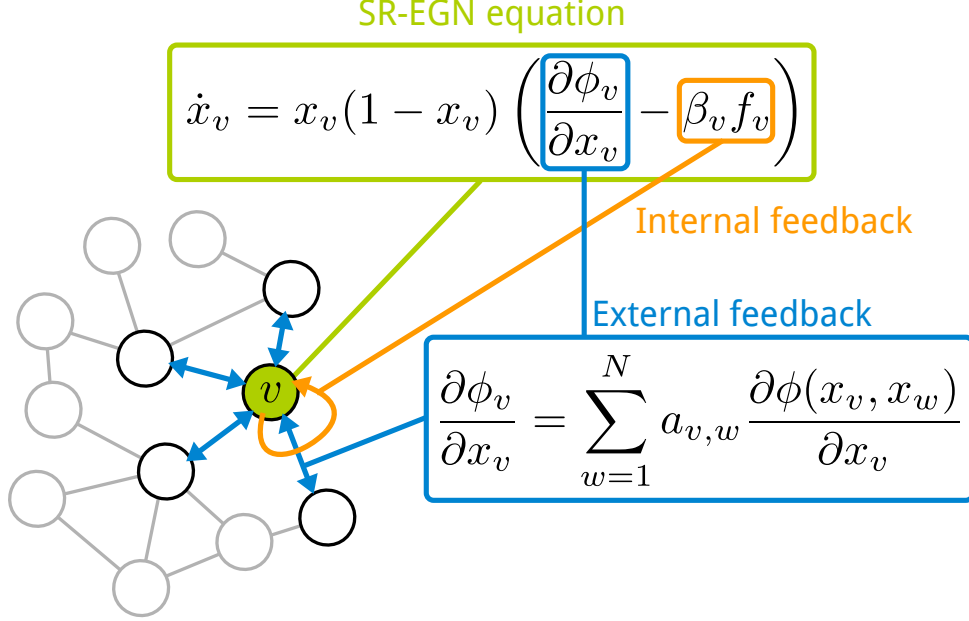 SR-EGN equation
ẋ_v = x_v(1 − x_v) (∂ϕ_v/∂x_v − β_v f_v)
Internal feedback
External feedback
∂ϕ_v/∂x_v = ∑_{w=1}^{N} a_{v,w} ∂ϕ(x_v, x_w)/∂x_v
v